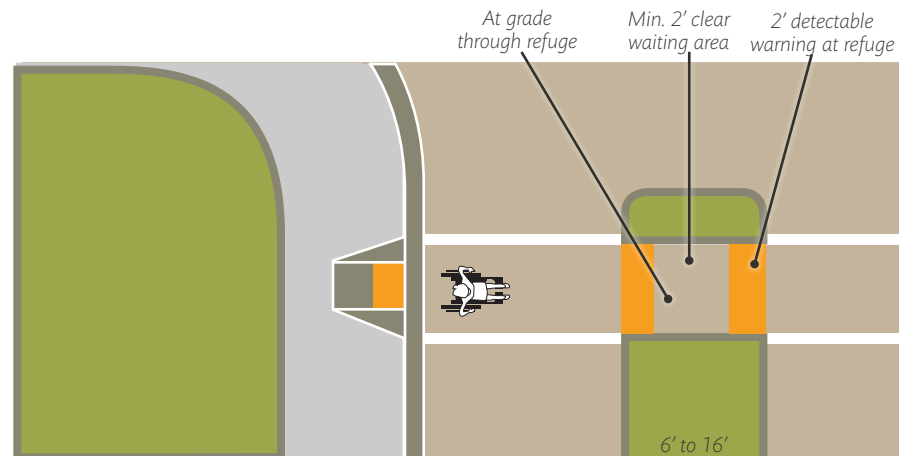 At grade
through refuge
Min. 2’ clear
waiting area
2’ detectable
warning at refuge
6’ to 16’